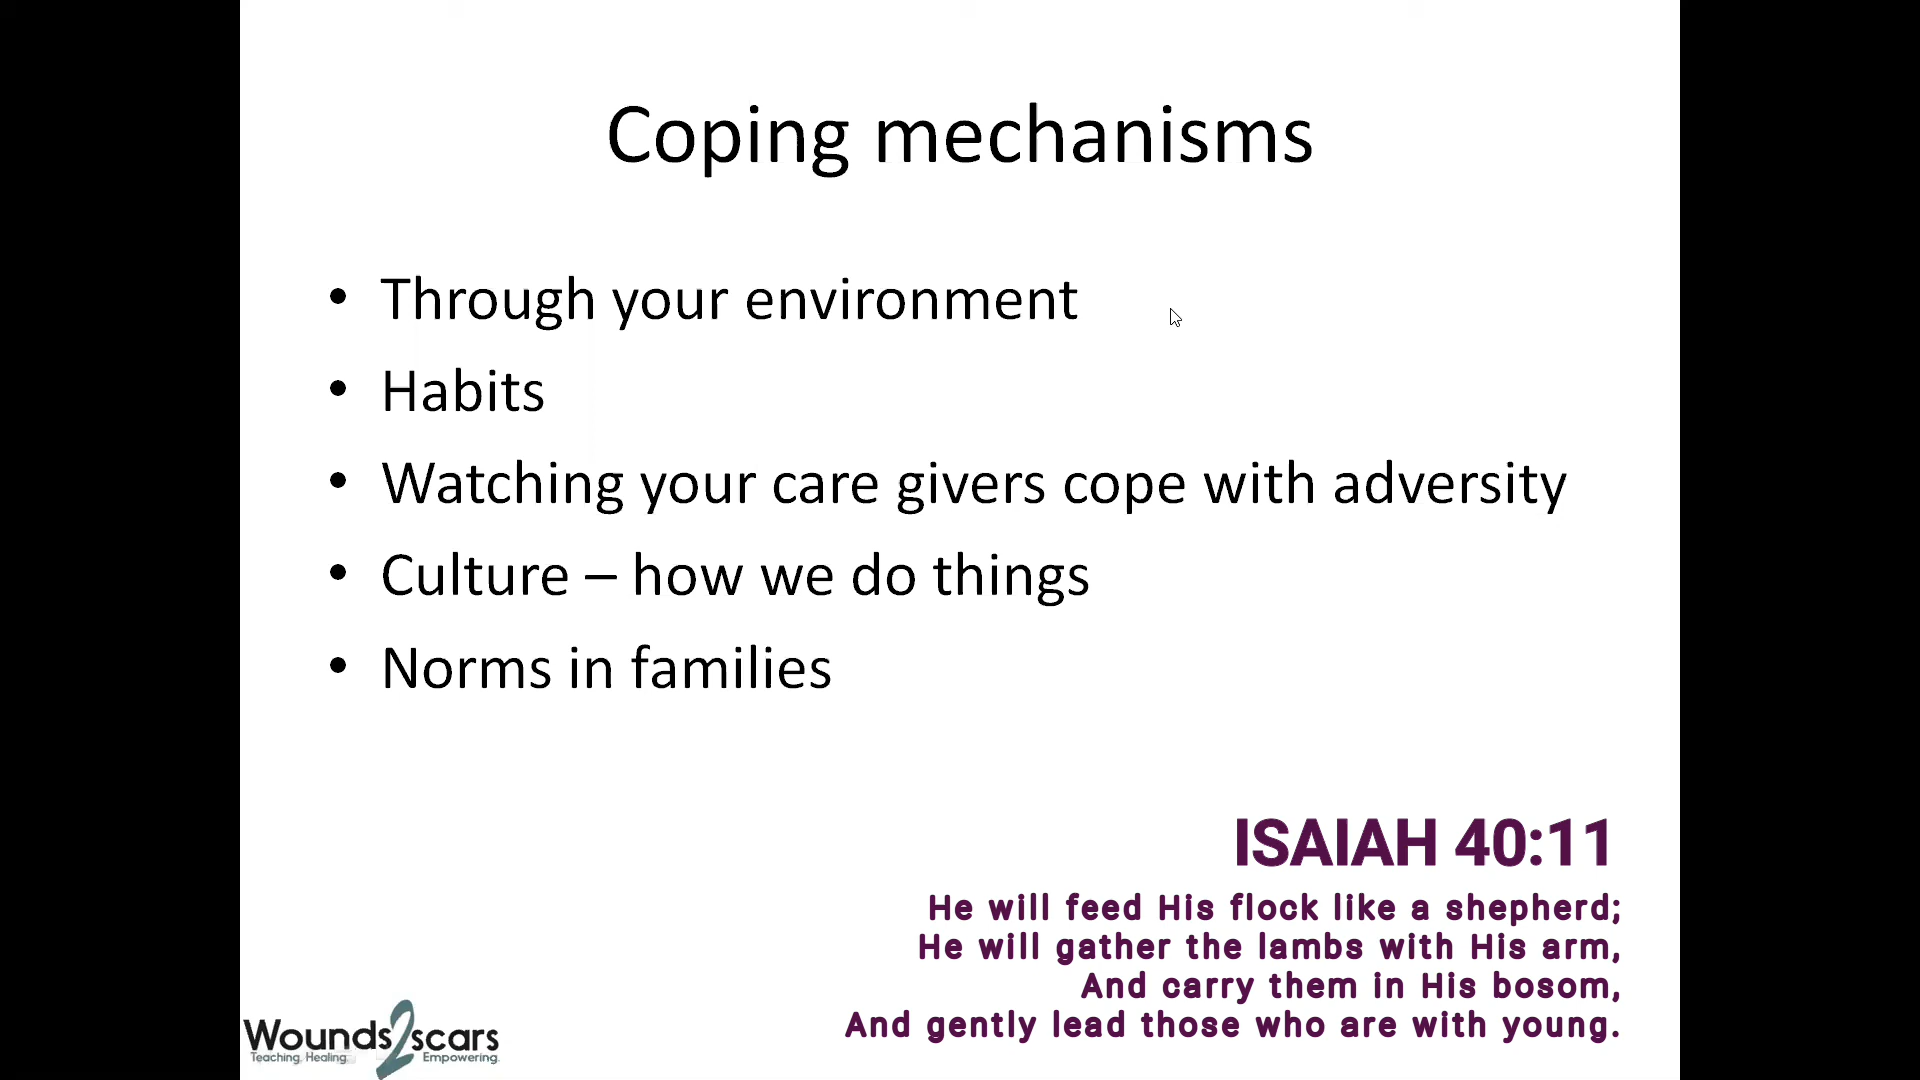 Coping mechanisms
• Through your environment
• Habits
• Watching your care givers cope with adversity
• Culture – how we do things
• Norms in families
ISAIAH 40:11
He will feed His flock like a shepherd;
He will gather the lambs with His arm,
And carry them in His bosom,
And gently lead those who are with young.
Wounds2scars
Teaching. Healing. Empowering.